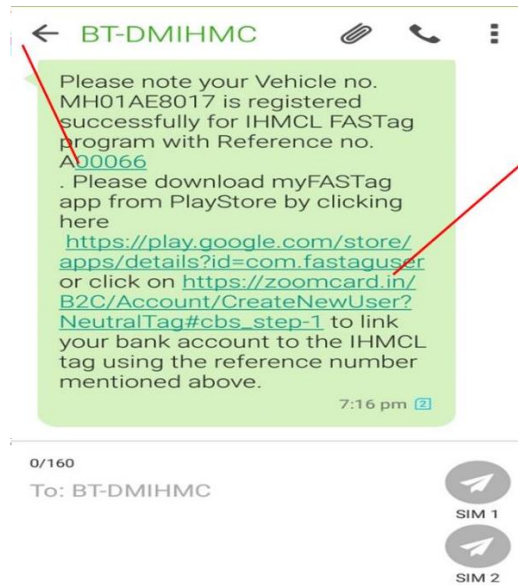 BT-DMIHMC
Please note your Vehicle no.
MH01AE8017 is registered
successfully for IHMCL FASTag
program with Reference no.
A00066
. Please download myFASTag
app from PlayStore by clicking
here
https://play.google.com/store/
apps/details?id=com.fastaguser
or click on https://zoomcard.in/
B2C/Account/CreateNewUser?
NeutralTag#cbs_step-1 to link
your bank account to the IHMCL
tag using the reference number
mentioned above.
7:16 pm 2
0/160
To: BT-DMIHMC
SIM 1
SIM 2